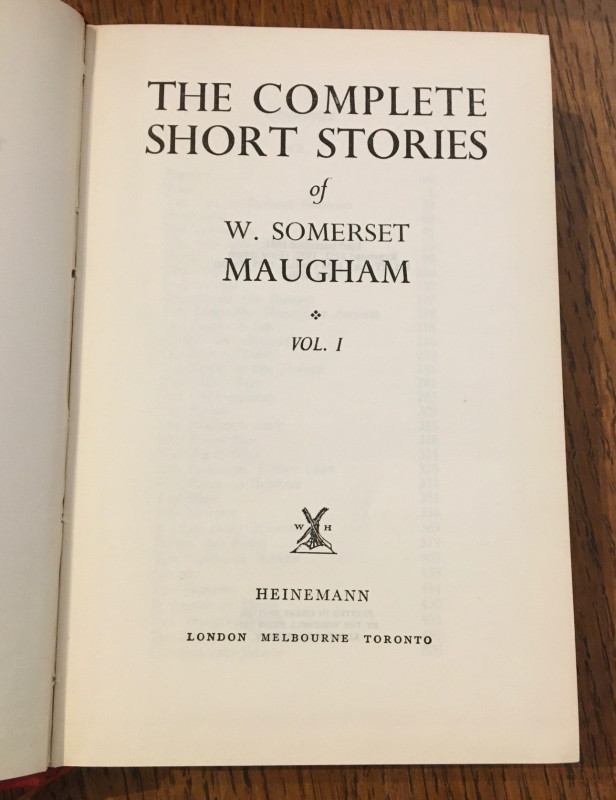 THE COMPLETE
SHORT STORIES
of
W. SOMERSET
MAUGHAM
VOL. I
W H
HEINEMANN
LONDON MELBOURNE TORONTO